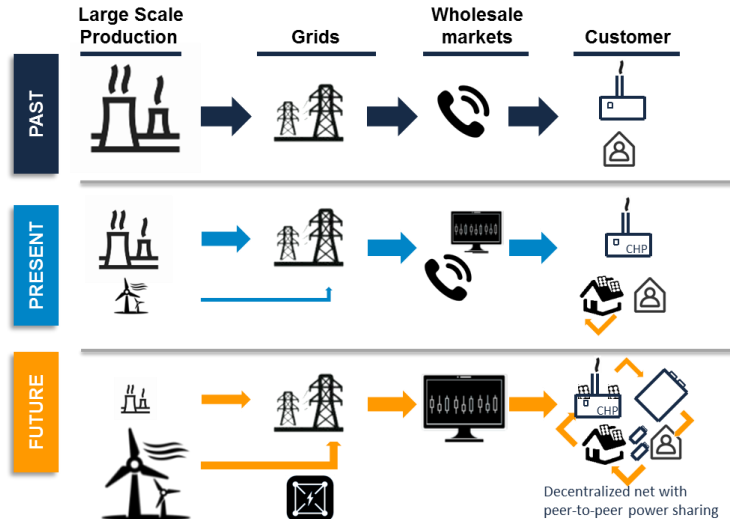 Large Scale
Production
Grids
Wholesale
markets
Customer
PAST
PRESENT
CHP
FUTURE
CHP
Decentralized net with
peer-to-peer power sharing